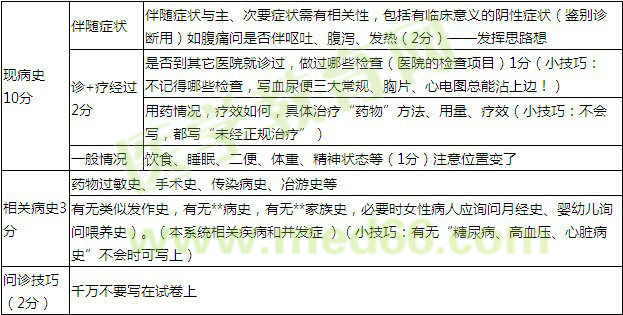 伴随症状
伴随症状与主、次要症状需有相关性，包括有临床意义的阴性症状（鉴别诊
断用）如腹痛问是否伴呕吐、腹泻、发热（2分）——发挥思路想
现病史
10分
诊+疗经过
2分
是否到其它医院就诊过，做过哪些检查（医院的检查项目）1分（小技巧：
不记得哪些检查，写血尿便三大常规、胸片、心电图总能沾上边！）
用药情况，疗效如何，具体治疗“药物”方法、用量、疗效（小技巧：不会
写，都写“未经正规治疗”）
一般情况
饮食、睡眠、二便、体重、精神状态等（1分）注意位置变了
相关病史3
分
药物过敏史、手术史、传染病史、冶游史等
有无类似发作史，有无**病史，有无**家族史，必要时女性病人应询问月经史、婴幼儿询
问喂养史）。（本系统相关疾病和并发症 ）（小技巧：有无“糖尿病、高血压、心脏病
史”不会时可写上）
问诊技巧
（2分）
千万不要写在试卷上
医学教育网
www.med66.com